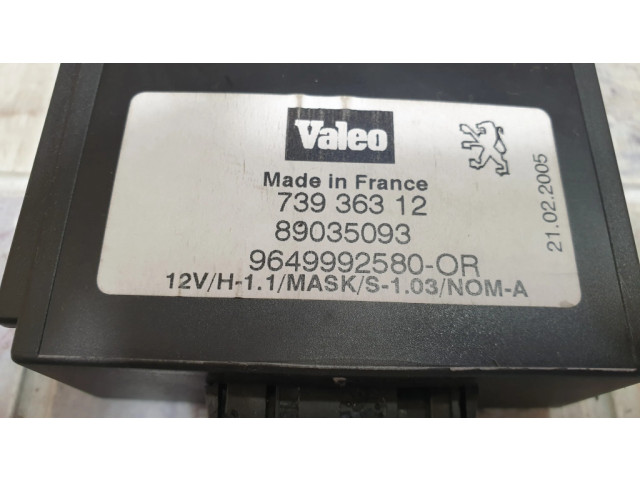 Valeo
Made in France
739 363 12
89035093
9649992580-OR
12V/H-1.1/MASK/S-1.03/NOM-A
21.02.2005